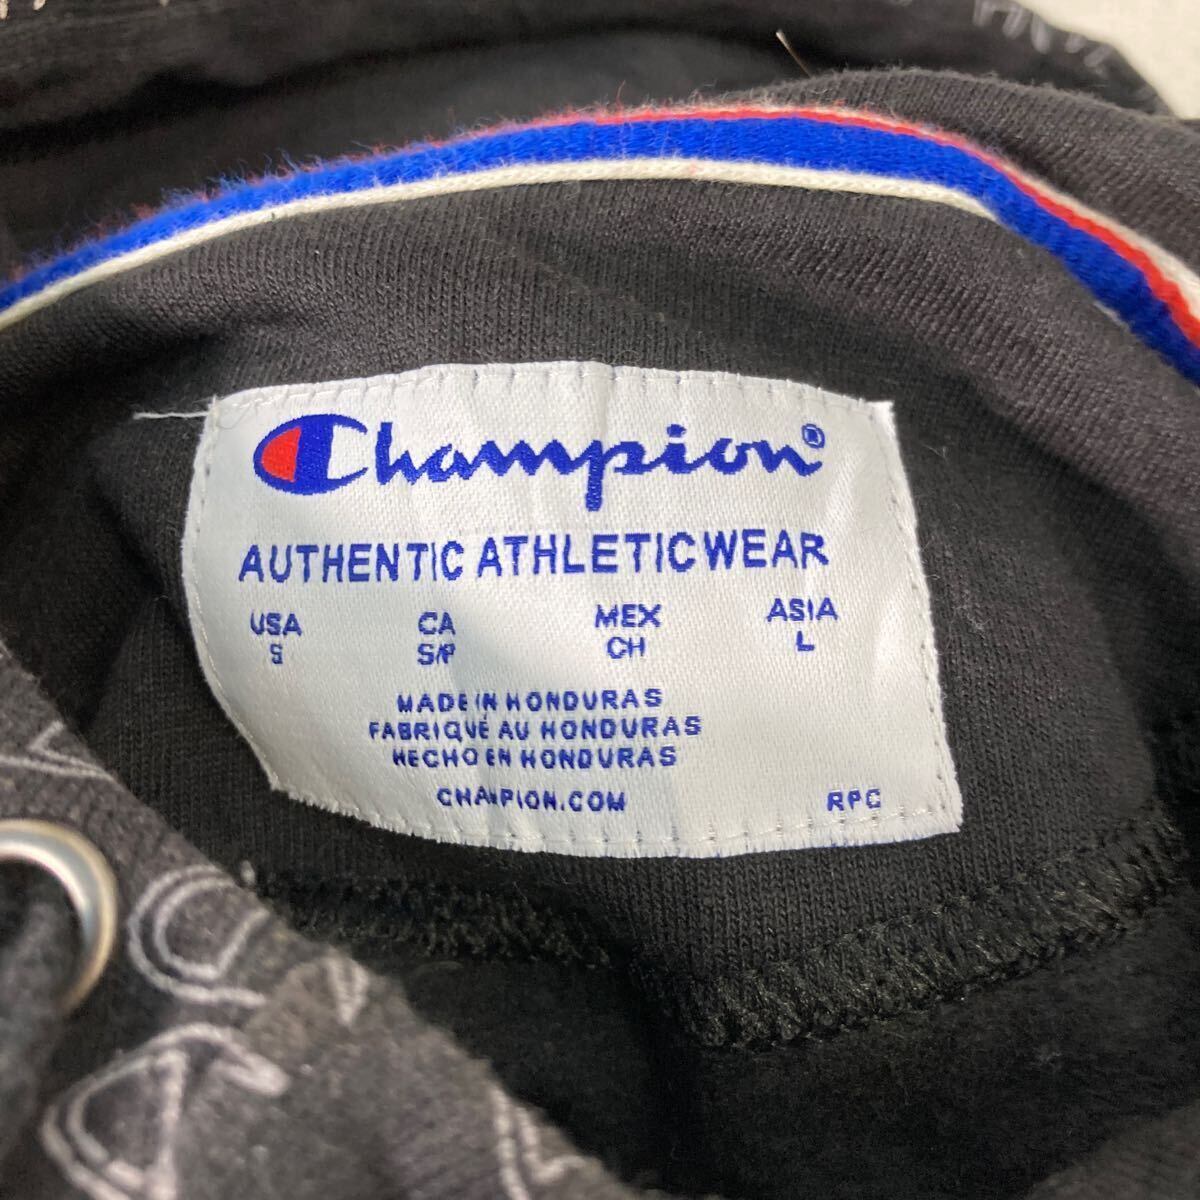 Champion®
AUTHENTIC ATHLETICWEAR
USA CA MEX ASIA
S S/P CH L
MADE IN HONDURAS
FABRIQUÉ AU HONDURAS
HECHO EN HONDURAS
CHAMPION.COM RPC